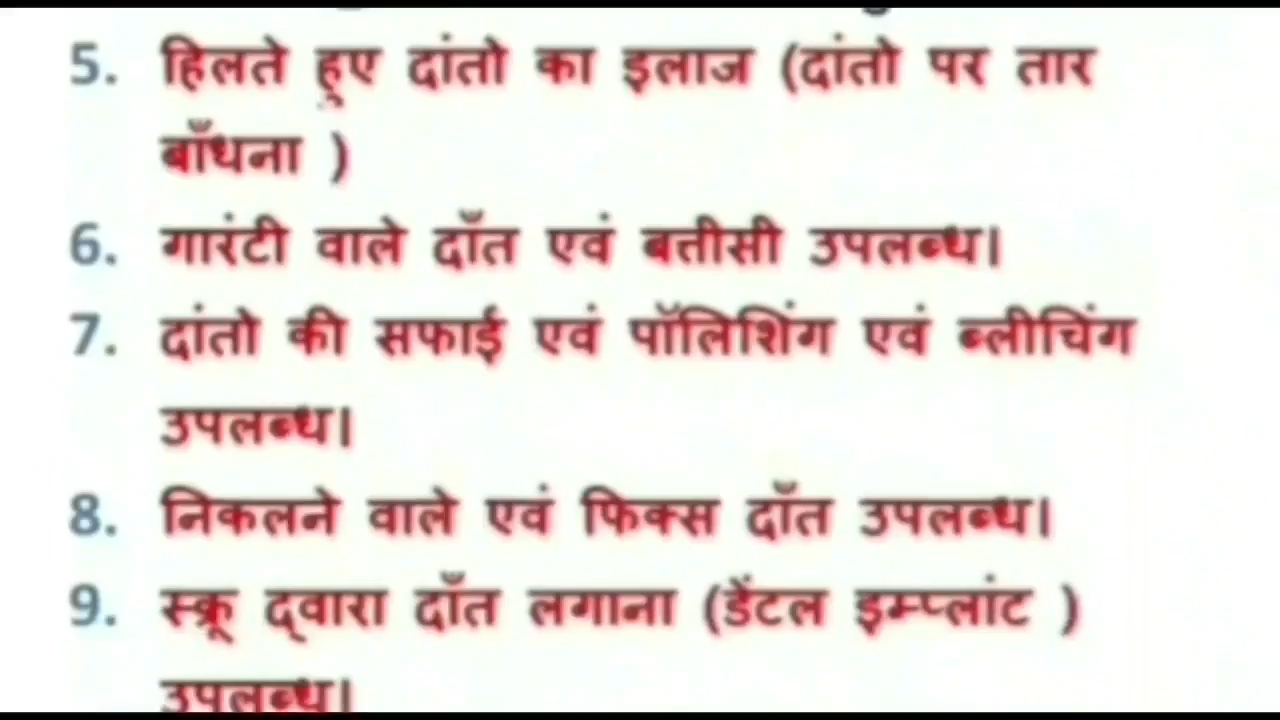 5. हिलते हुए दांतो का इलाज (दांतो पर तार
बाँधना )
6. गारंटी वाले दाँत एवं बत्तीसी उपलब्ध।
7. दांतो की सफाई एवं पॉलिशिंग एवं ब्लीचिंग
उपलब्ध।
8. निकलने वाले एवं फिक्स दाँत उपलब्ध।
9. स्क्रू द्वारा दाँत लगाना (डेंटल इम्प्लांट )
उपलब्ध।